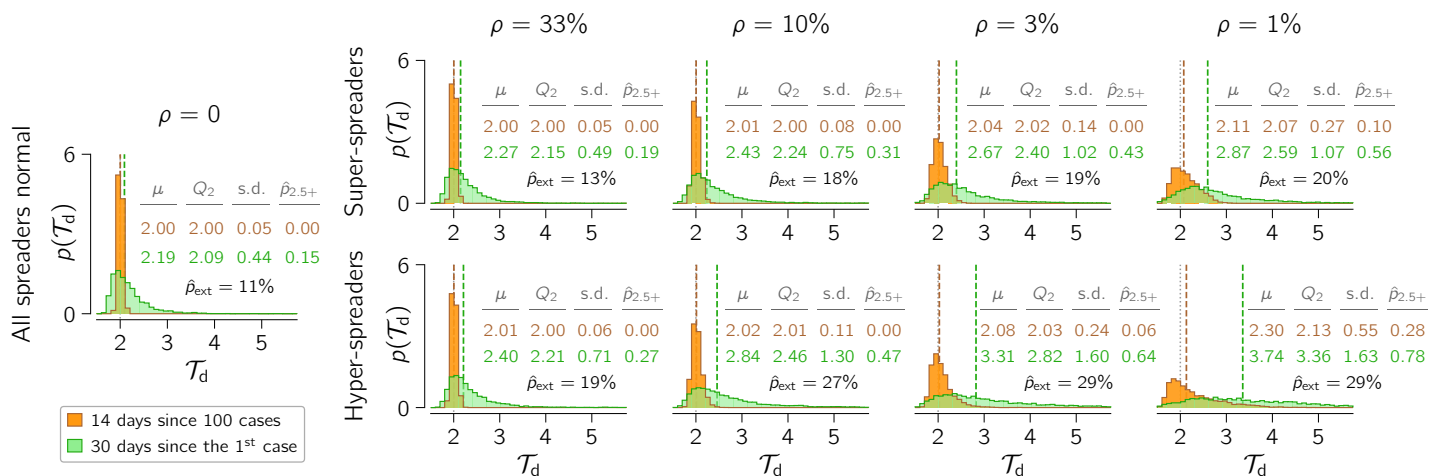 ρ = 33%
ρ = 10%
ρ = 3%
ρ = 1%
All spreaders normal
ρ = 0
p(𝒯d)
6
0
μ Q2 s.d. p̂2.5+
2.00 2.00 0.05 0.00
2.19 2.09 0.44 0.15
p̂ext = 11%
2 3 4 5
𝒯d
Super-spreaders
p(𝒯d)
6
0
μ Q2 s.d. p̂2.5+
2.00 2.00 0.05 0.00
2.27 2.15 0.49 0.19
p̂ext = 13%
2 3 4 5
μ Q2 s.d. p̂2.5+
2.01 2.00 0.08 0.00
2.43 2.24 0.75 0.31
p̂ext = 18%
2 3 4 5
μ Q2 s.d. p̂2.5+
2.04 2.02 0.14 0.00
2.67 2.40 1.02 0.43
p̂ext = 19%
2 3 4 5
μ Q2 s.d. p̂2.5+
2.11 2.07 0.27 0.10
2.87 2.59 1.07 0.56
p̂ext = 20%
2 3 4 5
Hyper-spreaders
p(𝒯d)
6
0
μ Q2 s.d. p̂2.5+
2.01 2.00 0.06 0.00
2.40 2.21 0.71 0.27
p̂ext = 19%
2 3 4 5
𝒯d
μ Q2 s.d. p̂2.5+
2.02 2.01 0.11 0.00
2.84 2.46 1.30 0.47
p̂ext = 27%
2 3 4 5
𝒯d
μ Q2 s.d. p̂2.5+
2.08 2.03 0.24 0.06
3.31 2.82 1.60 0.64
p̂ext = 29%
2 3 4 5
𝒯d
μ Q2 s.d. p̂2.5+
2.30 2.13 0.55 0.28
3.74 3.36 1.63 0.78
p̂ext = 29%
2 3 4 5
𝒯d
14 days since 100 cases
30 days since the 1st case